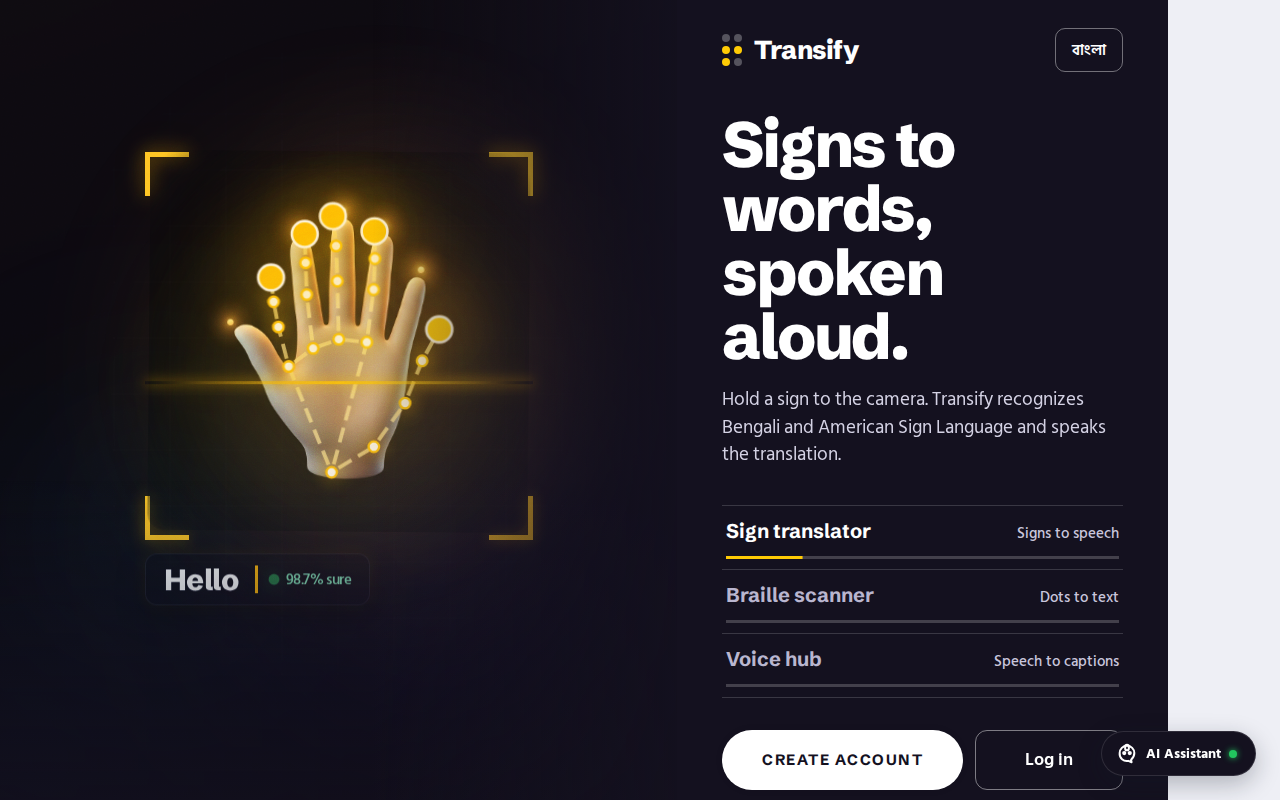 Transify
বাংলা
Signs to
words,
spoken
aloud.
Hold a sign to the camera. Transify recognizes
Bengali and American Sign Language and speaks
the translation.
Sign translator
Signs to speech
Braille scanner
Dots to text
Voice hub
Speech to captions
Hello
98.7% sure
CREATE ACCOUNT
Log in
AI Assistant